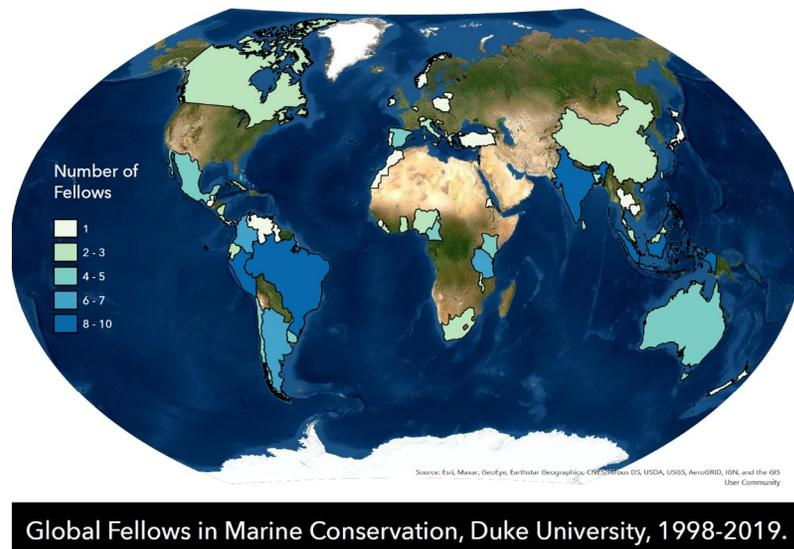 Number of
Fellows
1
2 - 3
4 - 5
6 - 7
8 - 10
Source: Esri, Maxar, GeoEye, Earthstar Geographics, CNES/Airbus DS, USDA, USGS, AeroGRID, IGN, and the GIS
User Community
Global Fellows in Marine Conservation, Duke University, 1998-2019.